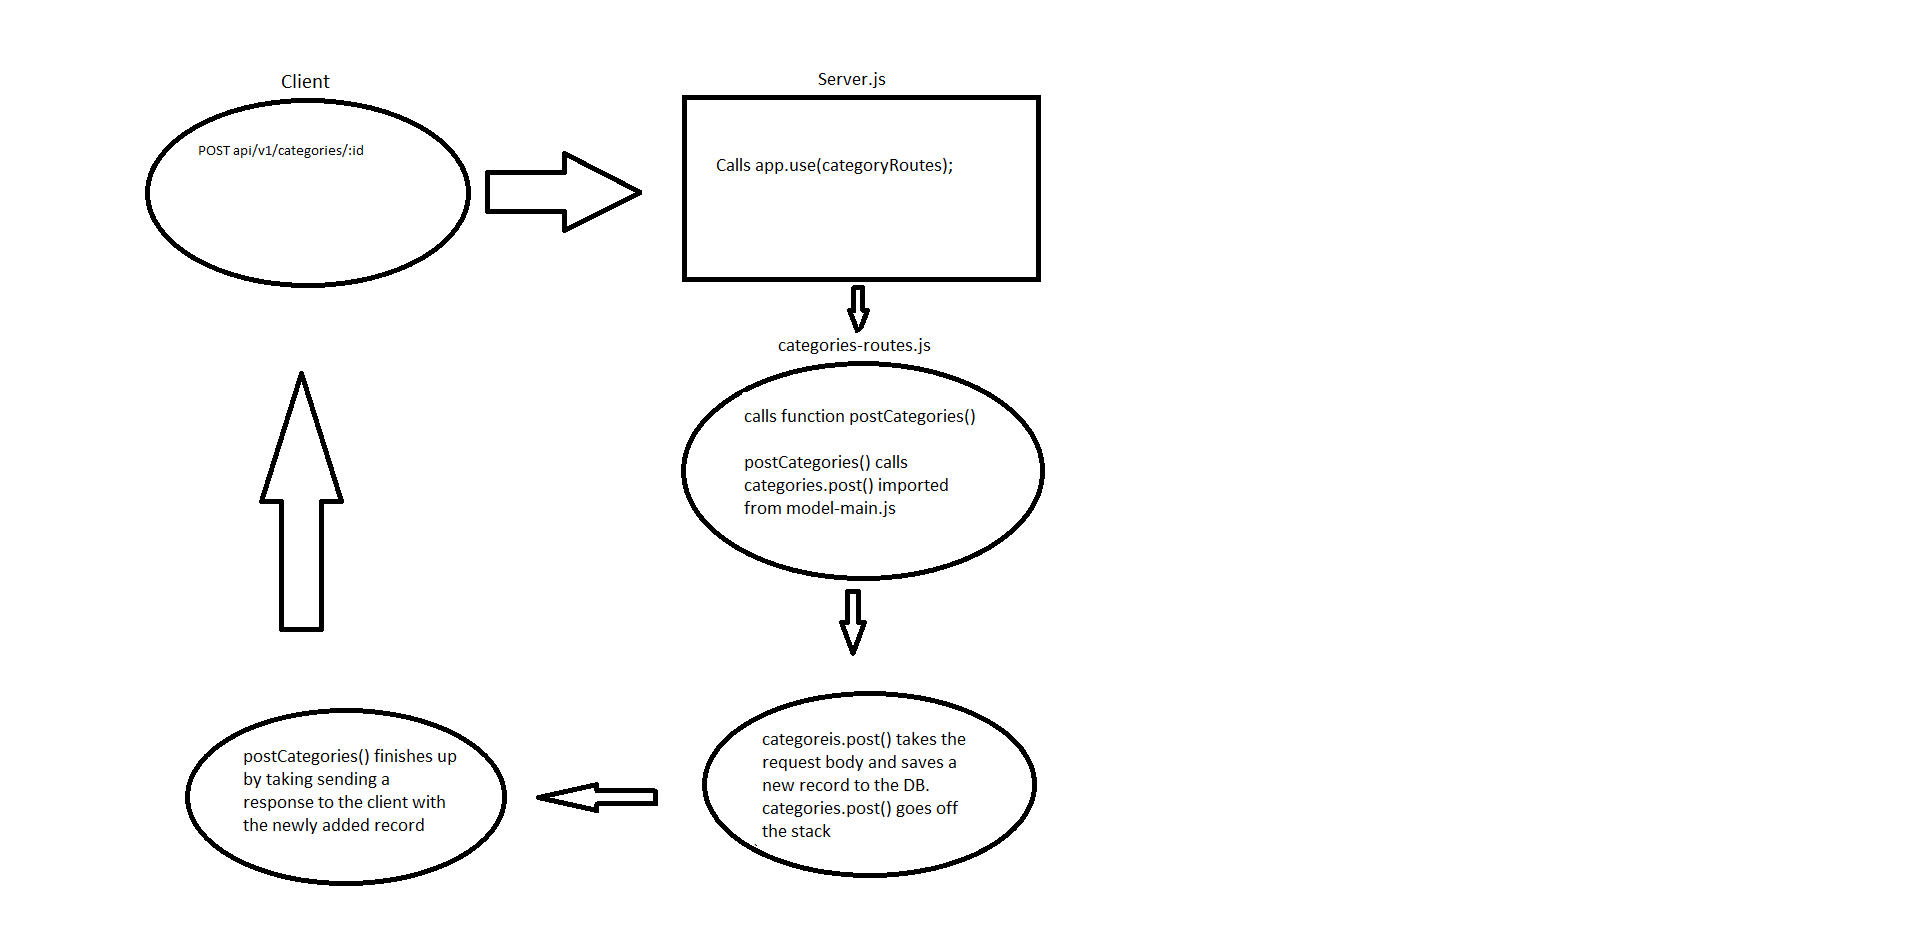 Client
POST api/v1/categories/:id
Server.js
Calls app.use(categoryRoutes);
categories-routes.js
calls function postCategories()
postCategories() calls
categories.post() imported
from model-main.js
categoreis.post() takes the
request body and saves a
new record to the DB.
categories.post() goes off
the stack
postCategories() finishes up
by taking sending a
response to the client with
the newly added record